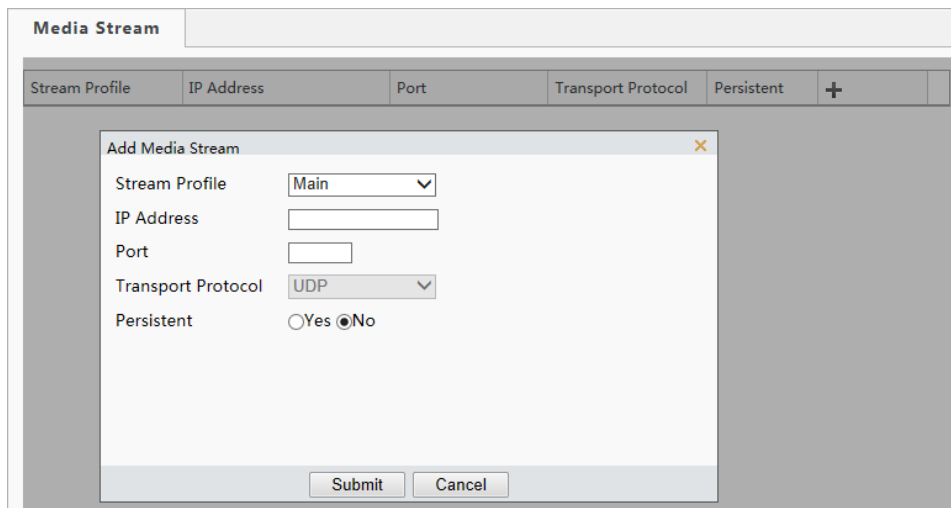 Media Stream
Stream Profile IP Address Port Transport Protocol Persistent +
Add Media Stream ×
Stream Profile Main
IP Address
Port
Transport Protocol UDP
Persistent Yes No
Submit Cancel